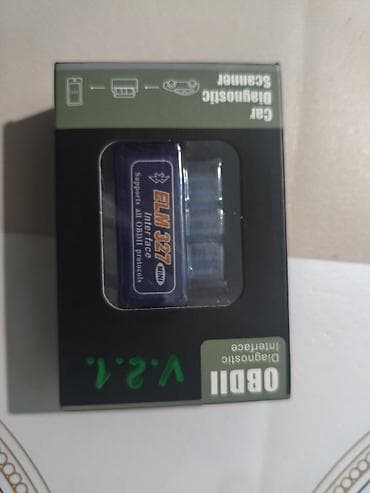 OBDII
Diagnostic
Interface
V.2.1.
ELM 327
MINI
Interface
Supports all OBDII protocols
Car
Diagnostic
Scanner